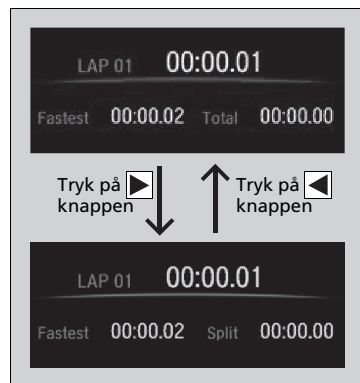 LAP 01 00:00.01
Fastest 00:00.02 Total 00:00.00
Tryk på
knappen
Tryk på
knappen
LAP 01 00:00.01
Fastest 00:00.02 Split 00:00.00